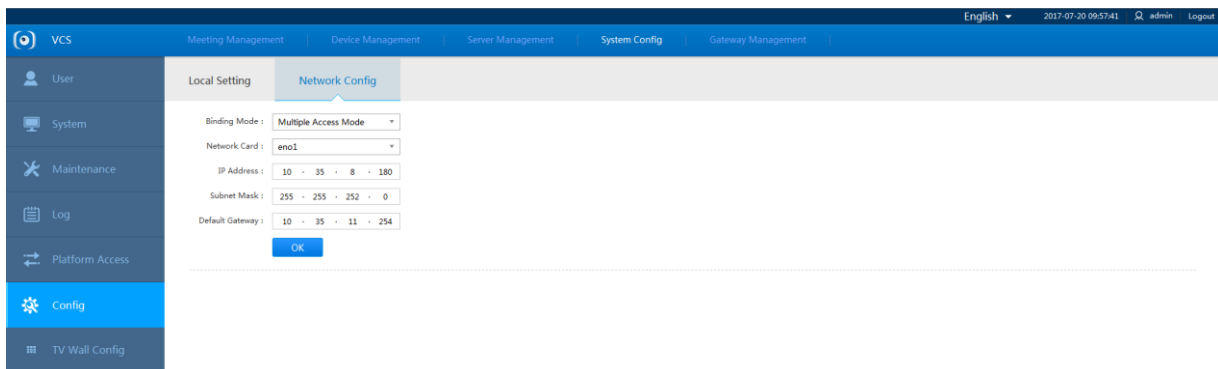 English 2017-07-20 09:57:41 admin Logout
VCS Meeting Management Device Management Server Management System Config Gateway Management
User
System
Maintenance
Log
Platform Access
Config
TV Wall Config
Local Setting Network Config
Binding Mode : Multiple Access Mode
Network Card : eno1
IP Address : 10 · 35 · 8 · 180
Subnet Mask : 255 · 255 · 252 · 0
Default Gateway : 10 · 35 · 11 · 254
OK